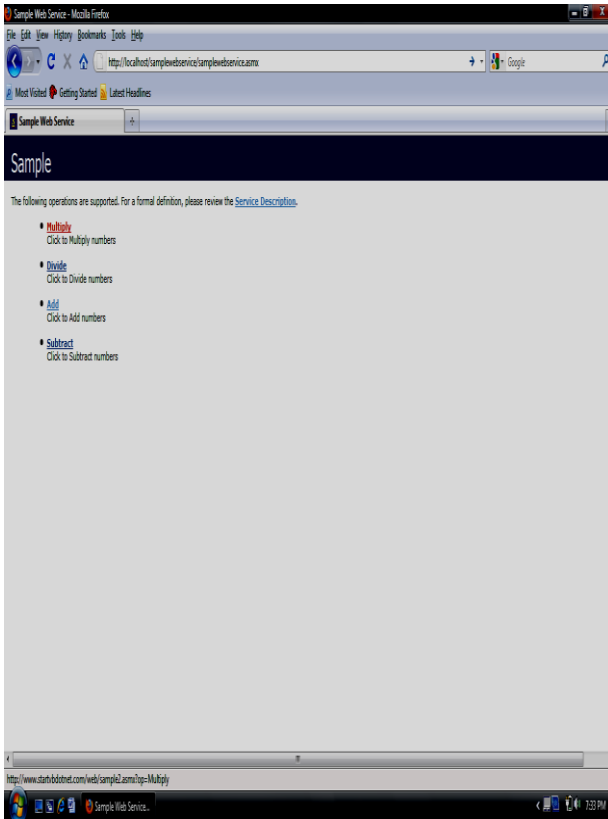 Sample Web Service - Mozilla Firefox
File Edit View History Bookmarks Tools Help
http://localhost/samplewebservice/samplewebservice.asmx
Google
Most Visited Getting Started Latest Headlines
Sample Web Service
Sample
The following operations are supported. For a formal definition, please review the Service Description.
Multiply
Click to Multiply numbers
Divide
Click to Divide numbers
Add
Click to Add numbers
Subtract
Click to Subtract numbers
http://www.startvbdotnet.com/web/sample2.asmx?op=Multiply
Sample Web Service...
7:33 PM